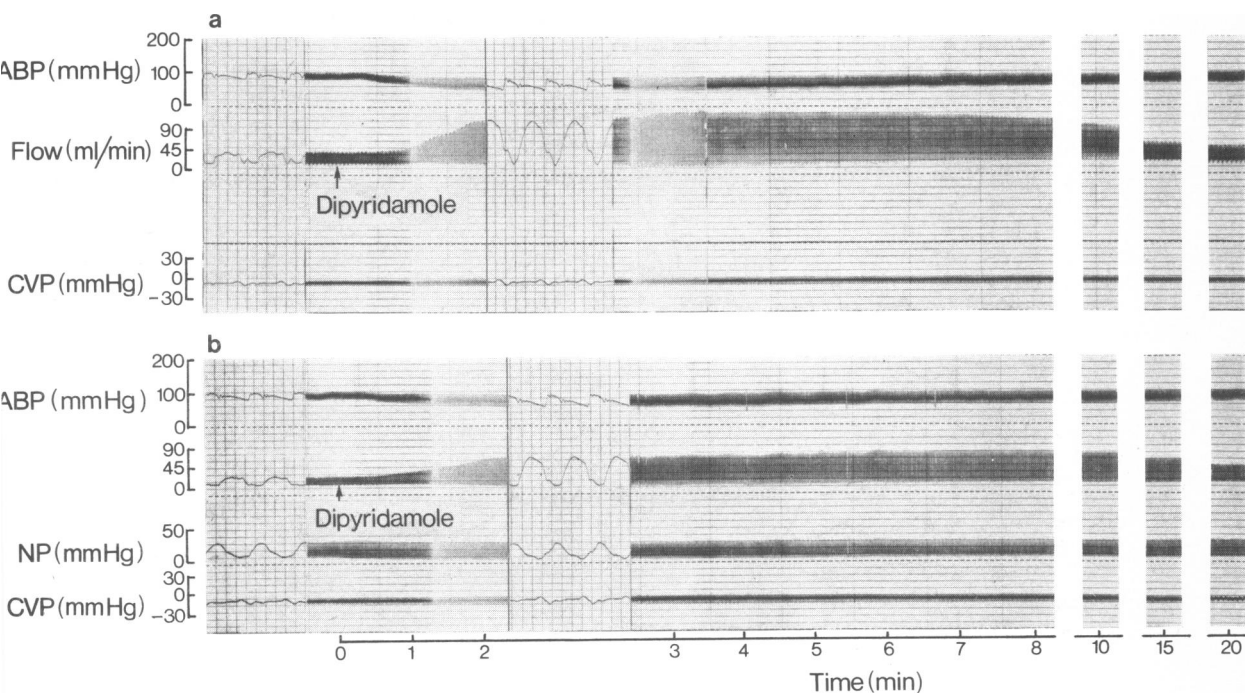 a
200
ABP (mmHg) 100
0
90
Flow (ml/min) 45
0
Dipyridamole
30
CVP (mmHg) 0
-30
b
200
ABP (mmHg) 100
0
90
45
0
Dipyridamole
50
NP (mmHg)
0
30
CVP (mmHg) 0
-30
0 1 2 3 4 5 6 7 8 10 15 20
Time (min)